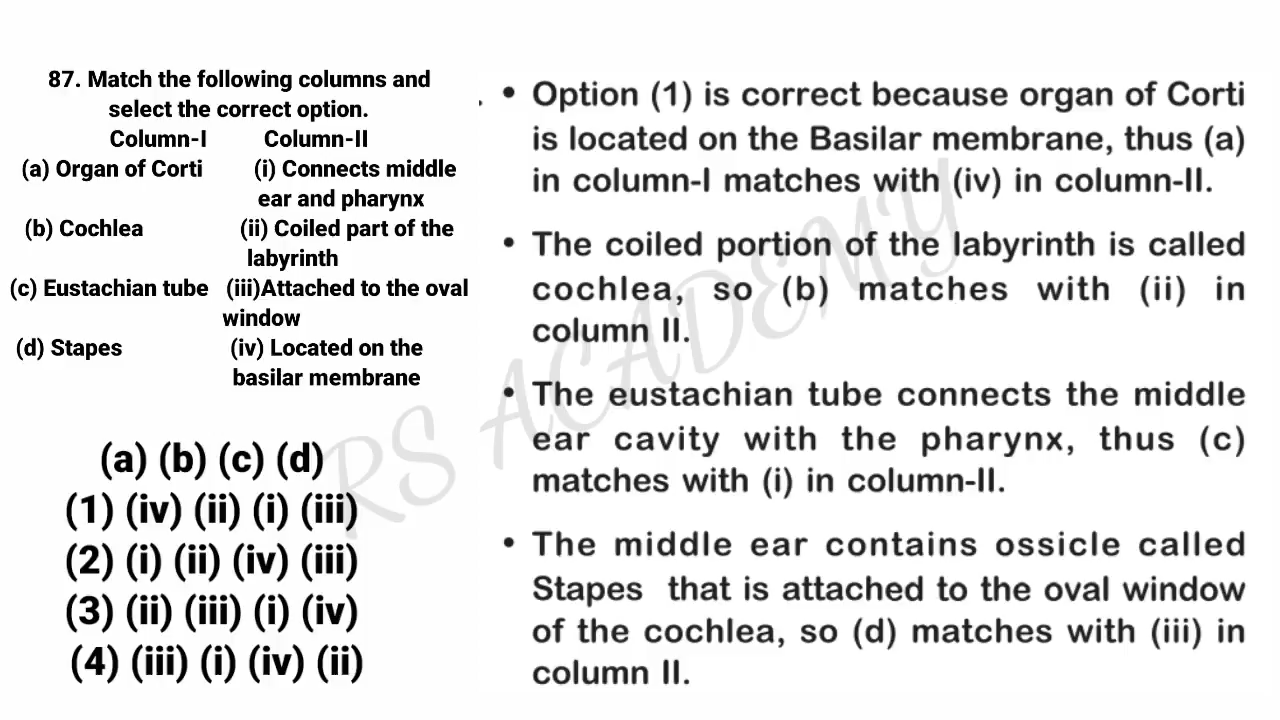 87. Match the following columns and
select the correct option.
Column-I Column-II
(a) Organ of Corti (i) Connects middle
ear and pharynx
(b) Cochlea (ii) Coiled part of the
labyrinth
(c) Eustachian tube (iii)Attached to the oval
window
(d) Stapes (iv) Located on the
basilar membrane
(a) (b) (c) (d)
(1) (iv) (ii) (i) (iii)
(2) (i) (ii) (iv) (iii)
(3) (ii) (iii) (i) (iv)
(4) (iii) (i) (iv) (ii)
. • Option (1) is correct because organ of Corti
is located on the Basilar membrane, thus (a)
in column-I matches with (iv) in column-II.
• The coiled portion of the labyrinth is called
cochlea, so (b) matches with (ii) in
column II.
• The eustachian tube connects the middle
ear cavity with the pharynx, thus (c)
matches with (i) in column-II.
• The middle ear contains ossicle called
Stapes that is attached to the oval window
of the cochlea, so (d) matches with (iii) in
column II.
RS ACADEMY